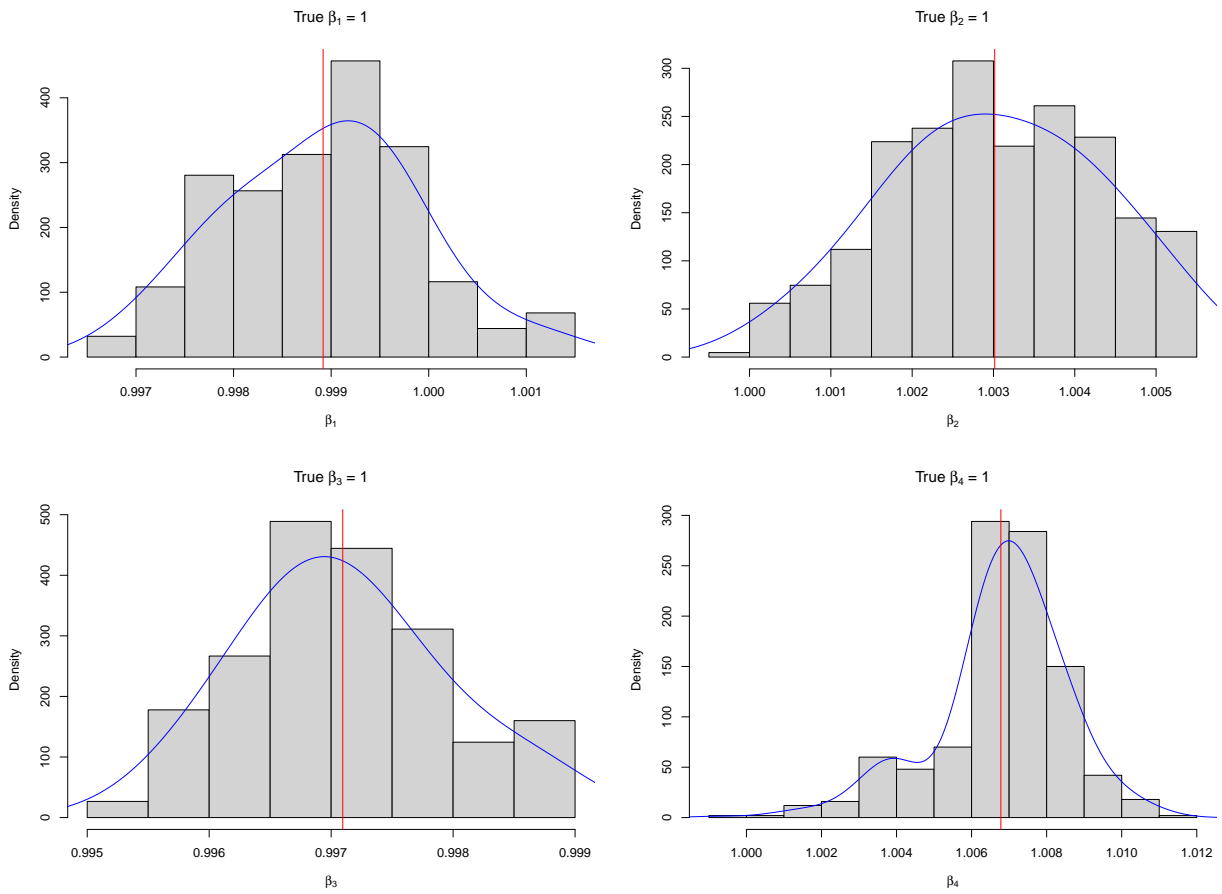 True β₁ = 1
Density
0 100 200 300 400
0.997 0.998 0.999 1.000 1.001
β₁
True β₂ = 1
Density
0 50 100 150 200 250 300
1.000 1.001 1.002 1.003 1.004 1.005
β₂
True β₃ = 1
Density
0 100 200 300 400 500
0.995 0.996 0.997 0.998 0.999
β₃
True β₄ = 1
Density
0 50 100 150 200 250 300
1.000 1.002 1.004 1.006 1.008 1.010 1.012
β₄